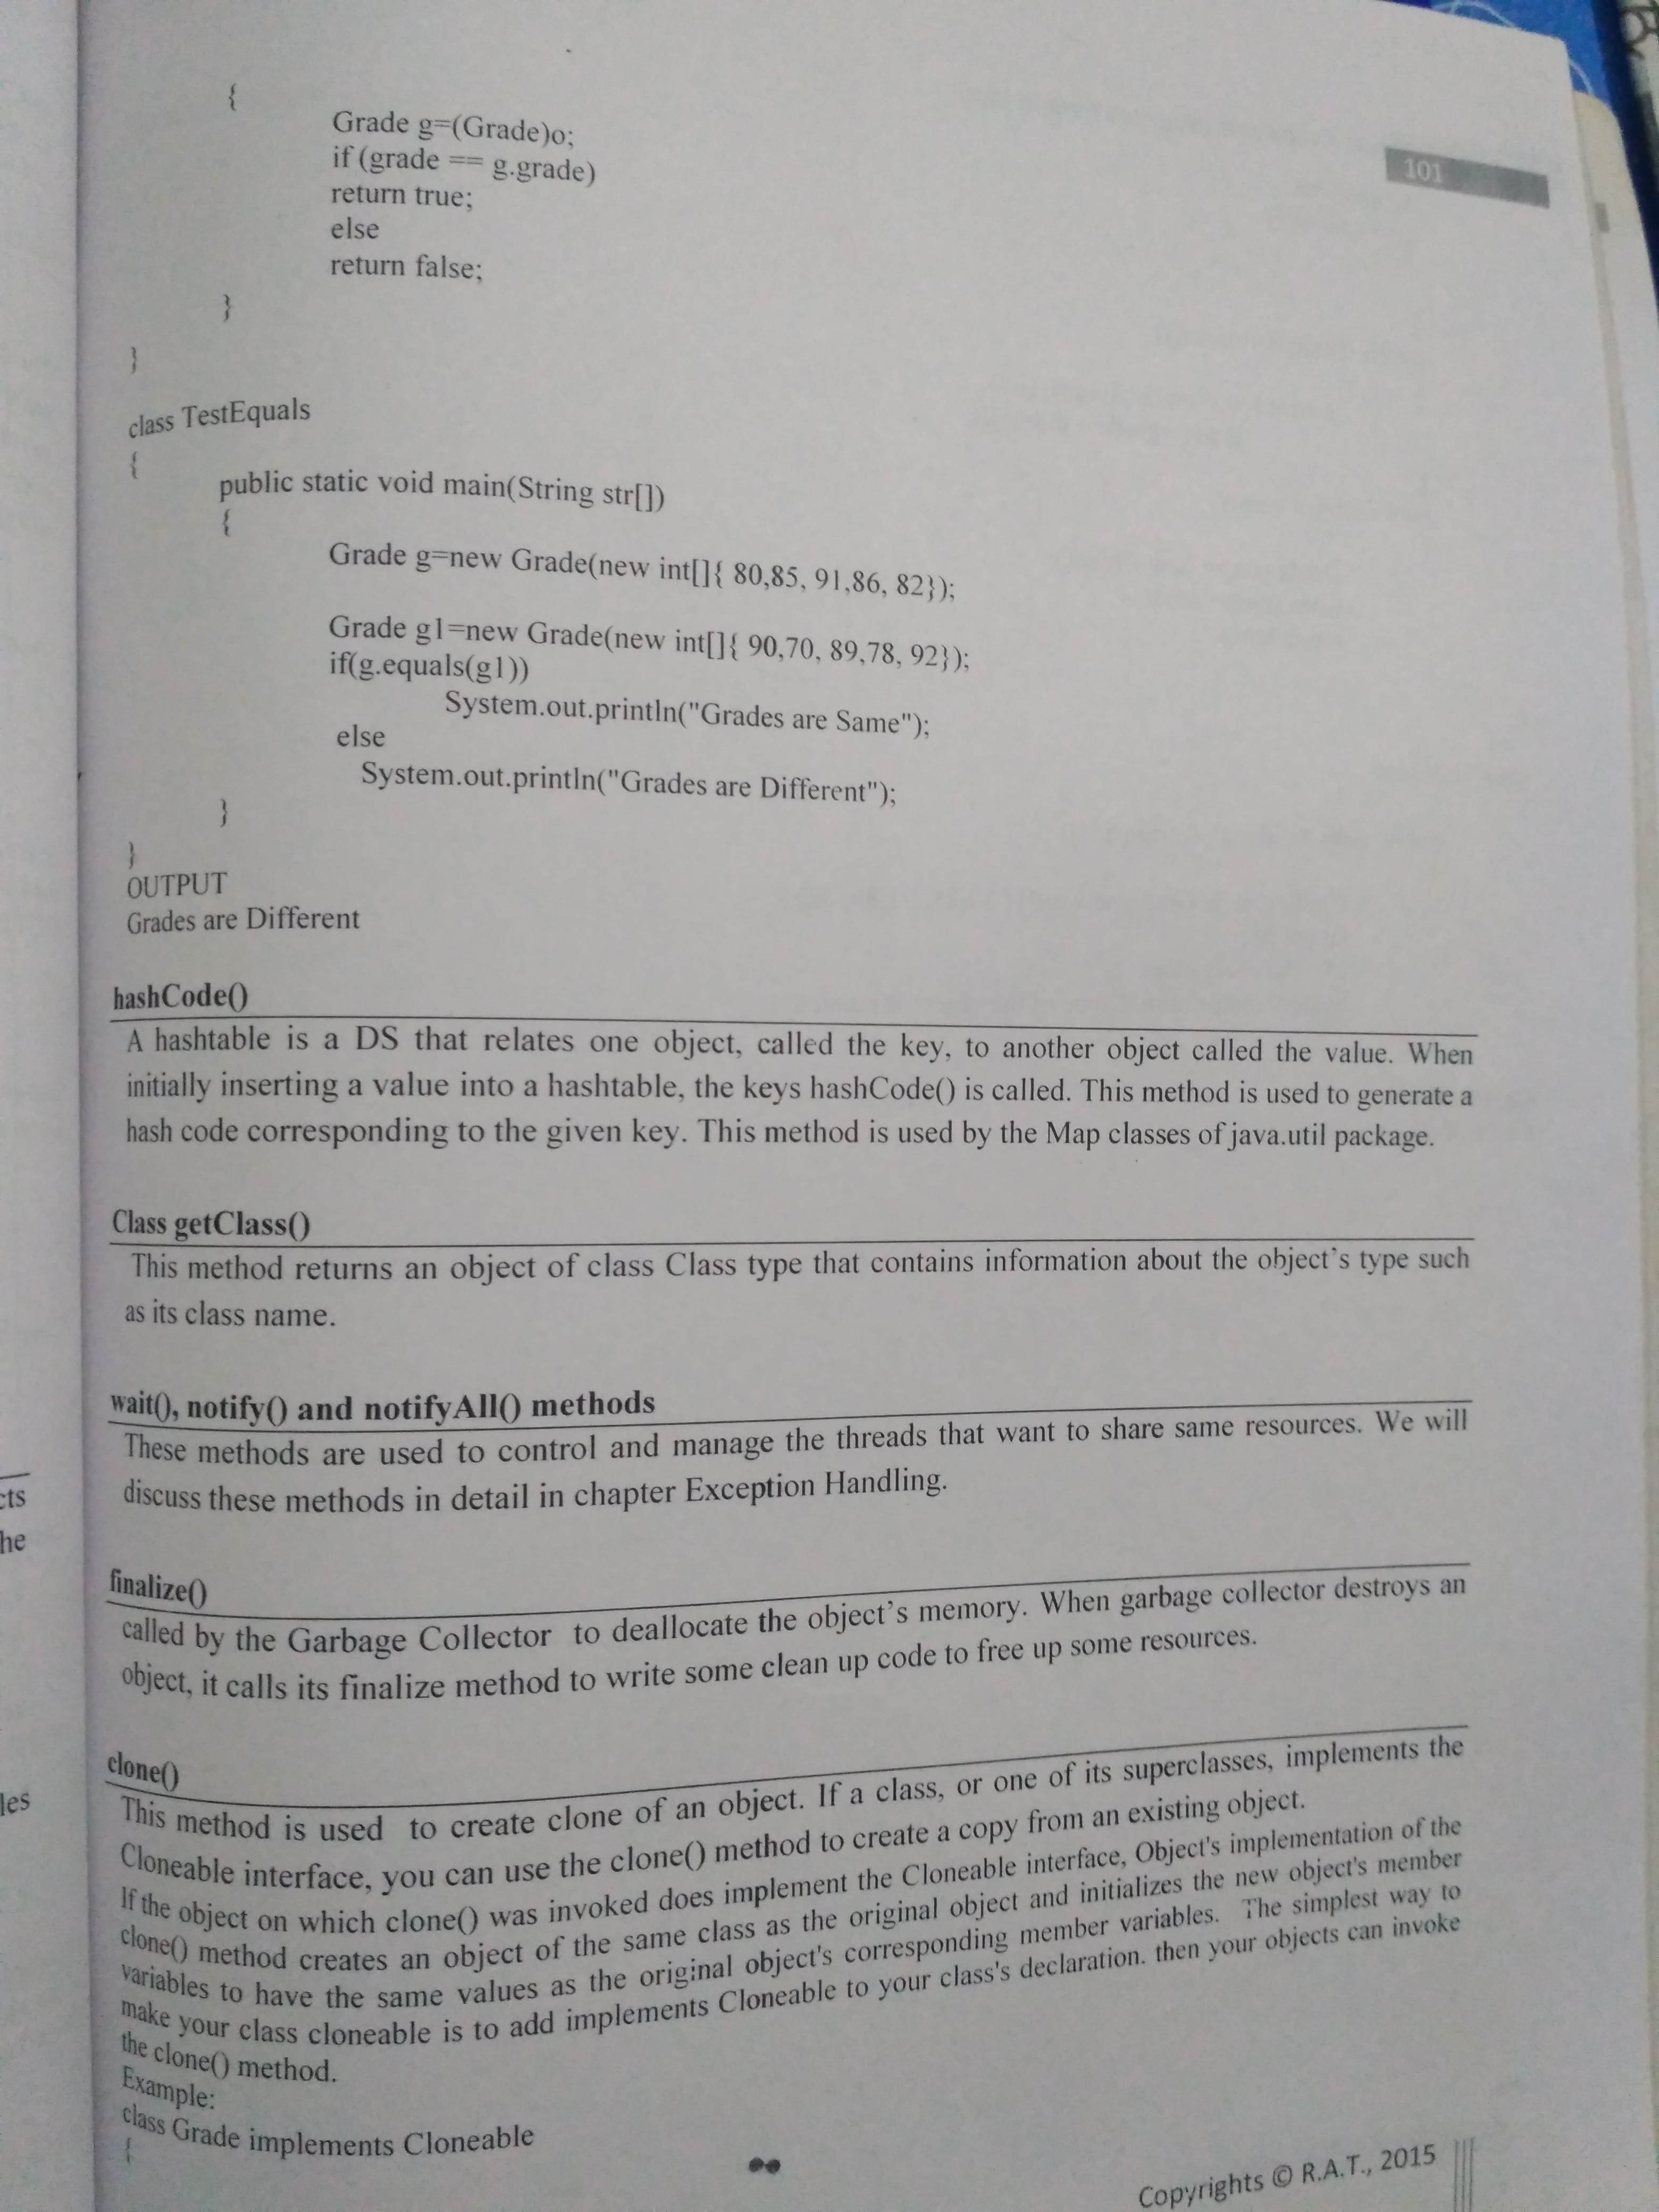 101
{
Grade g=(Grade)o;
if (grade == g.grade)
return true;
else
return false;
}
}
class TestEquals
{
public static void main(String str[])
{
Grade g=new Grade(new int[]{ 80,85, 91,86, 82});
Grade g1=new Grade(new int[]{ 90,70, 89,78, 92});
if(g.equals(g1))
System.out.println("Grades are Same");
else
System.out.println("Grades are Different");
}
}
OUTPUT
Grades are Different
hashCode()
A hashtable is a DS that relates one object, called the key, to another object called the value. When
initially inserting a value into a hashtable, the keys hashCode() is called. This method is used to generate a
hash code corresponding to the given key. This method is used by the Map classes of java.util package.
Class getClass()
This method returns an object of class Class type that contains information about the object's type such
as its class name.
wait(), notify() and notifyAll() methods
These methods are used to control and manage the threads that want to share same resources. We will
discuss these methods in detail in chapter Exception Handling.
finalize()
called by the Garbage Collector to deallocate the object's memory. When garbage collector destroys an
object, it calls its finalize method to write some clean up code to free up some resources.
clone()
This method is used to create clone of an object. If a class, or one of its superclasses, implements the
Cloneable interface, you can use the clone() method to create a copy from an existing object.
If the object on which clone() was invoked does implement the Cloneable interface, Object's implementation of the
clone() method creates an object of the same class as the original object and initializes the new object's member
variables to have the same values as the original object's corresponding member variables. The simplest way to
make your class cloneable is to add implements Cloneable to your class's declaration. then your objects can invoke
the clone() method.
Example:
class Grade implements Cloneable
{
Copyrights © R.A.T., 2015